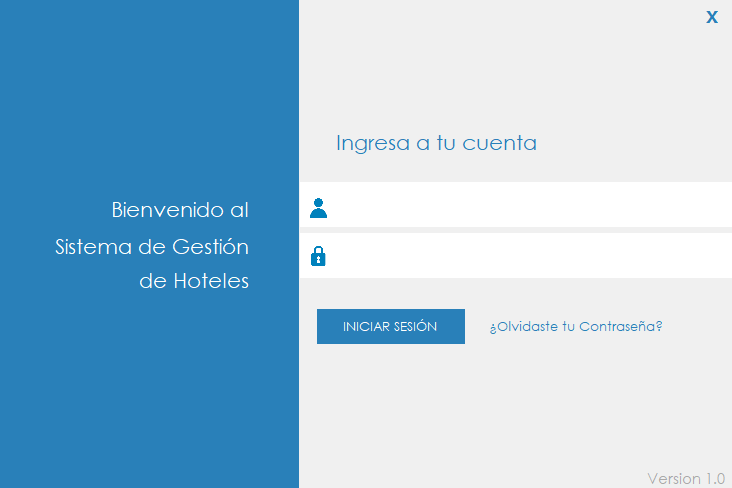 X
Ingresa a tu cuenta
Bienvenido al
Sistema de Gestión
de Hoteles
INICIAR SESIÓN
¿Olvidaste tu Contraseña?
Version 1.0